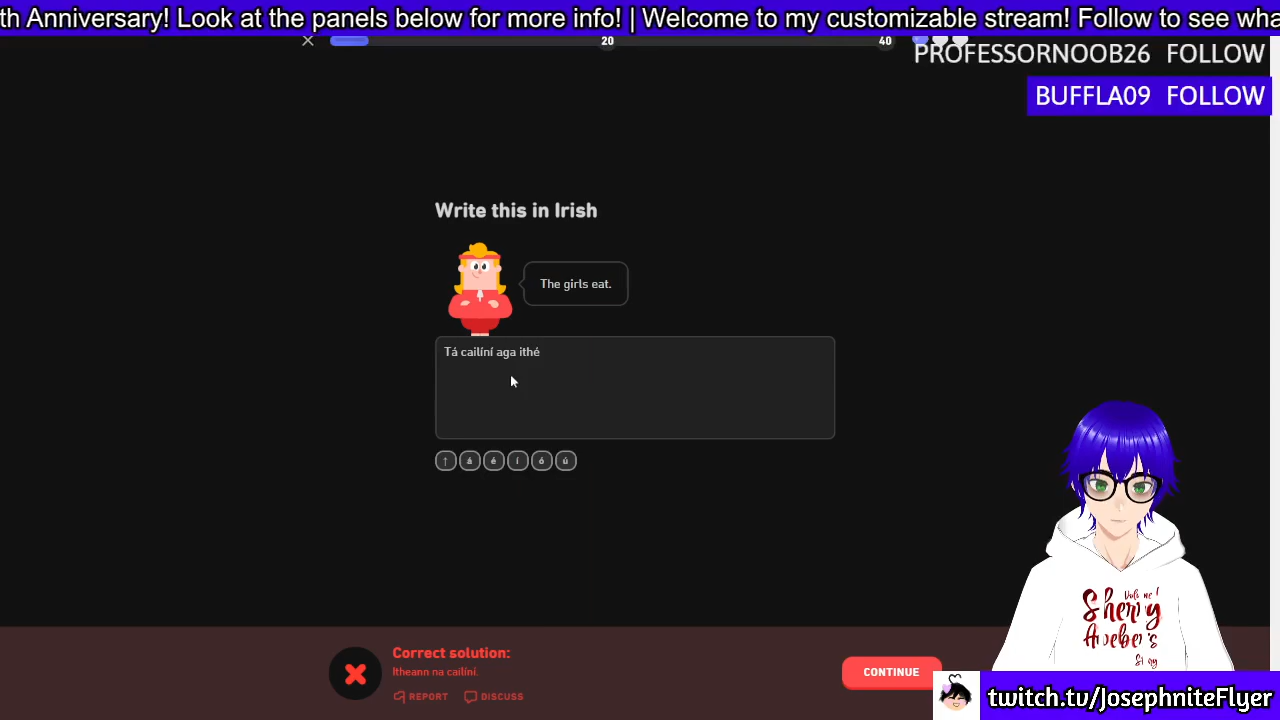 th Anniversary! Look at the panels below for more info! | Welcome to my customizable stream! Follow to see wha
20
40
PROFESSORNOOB26 FOLLOW
BUFFLA09 FOLLOW
Write this in Irish
The girls eat.
Tá cailíní aga ithé
↑ á é í ó ú
Sherry
Correct solution:
Itheann na cailíní.
REPORT DISCUSS
CONTINUE
twitch.tv/JosephniteFlyer